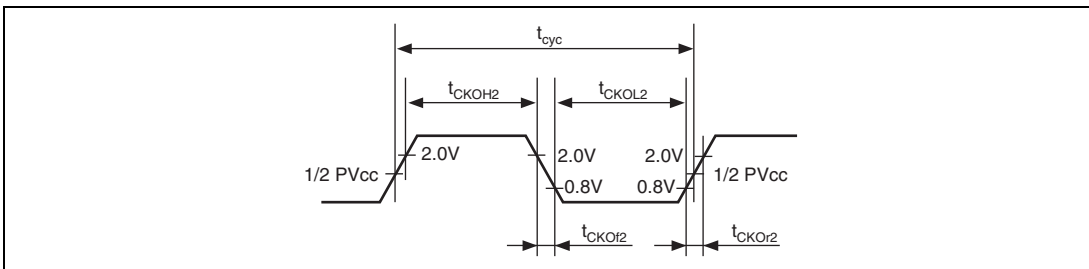 tcyc
tCKOH2 tCKOL2
2.0V 2.0V 2.0V
1/2 PVcc 1/2 PVcc
0.8V 0.8V
tCKOf2 tCKOr2